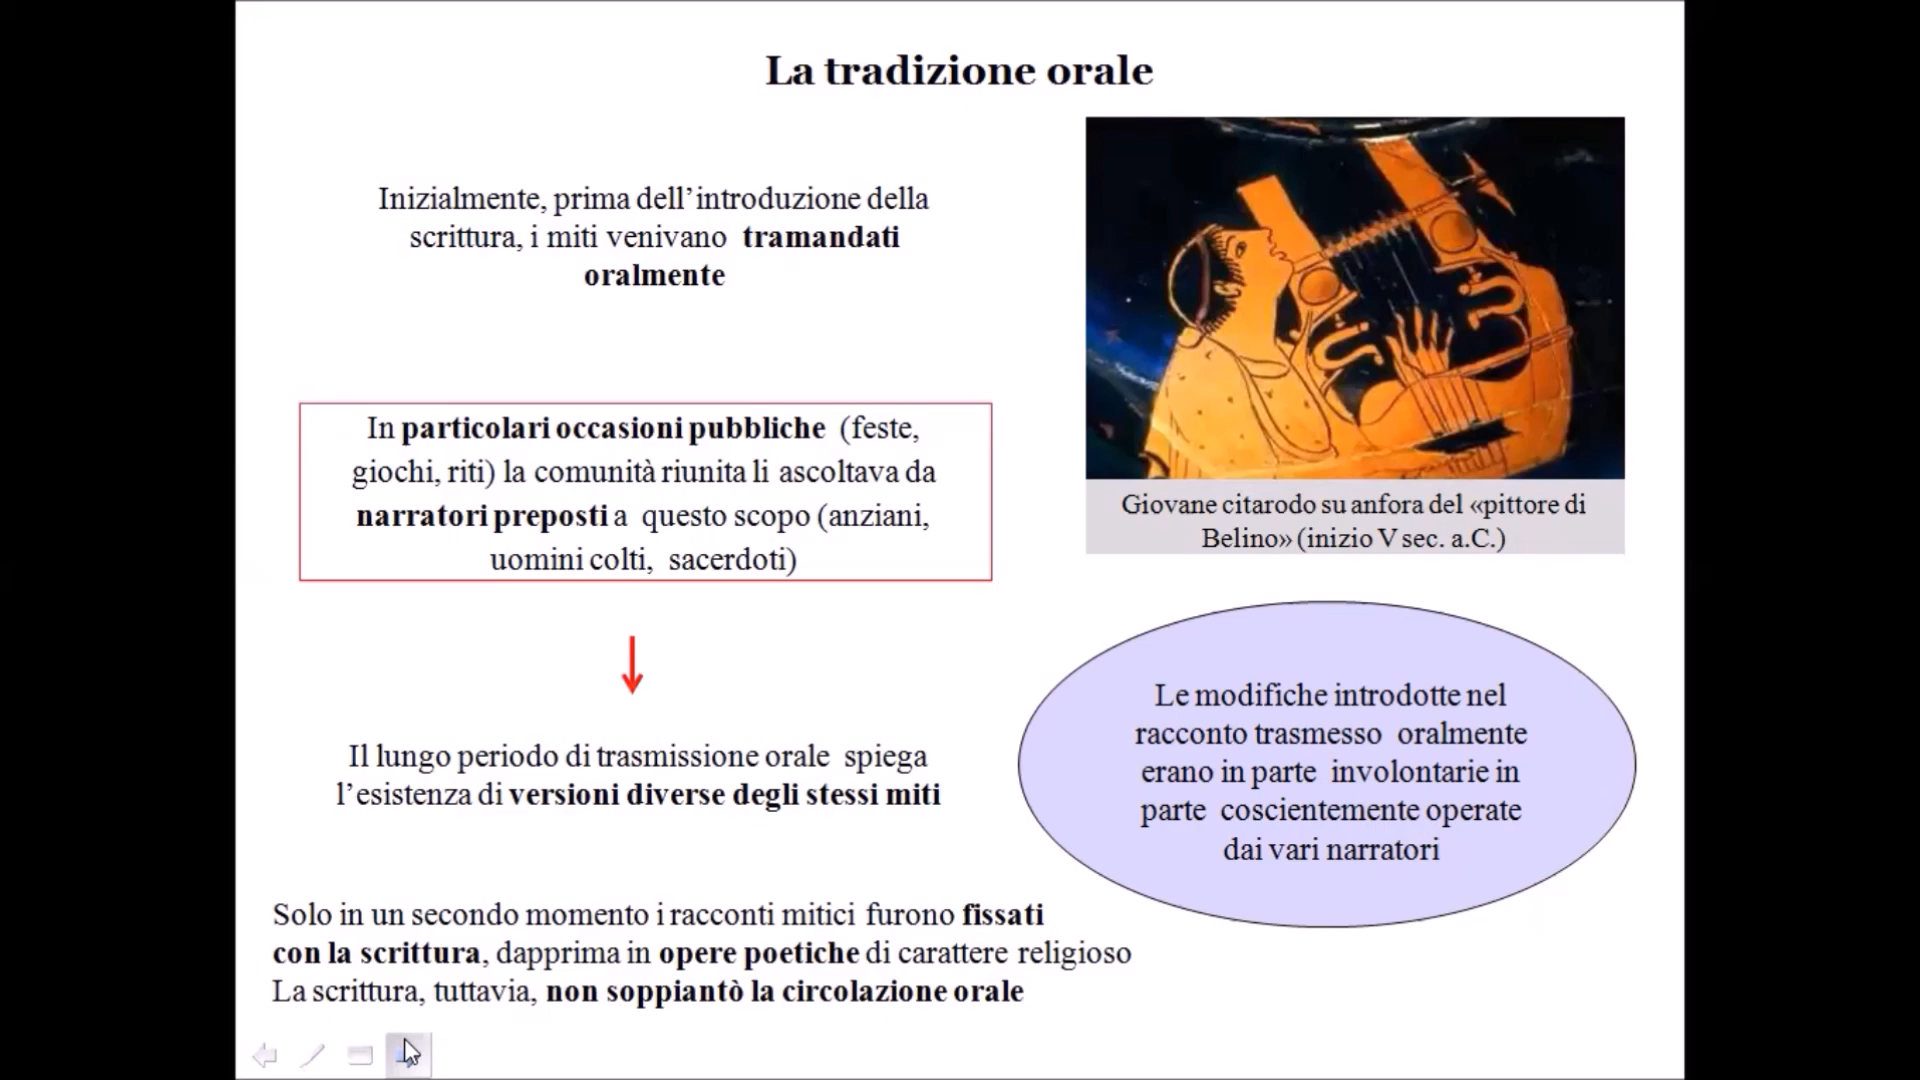 La tradizione orale
Inizialmente, prima dell’introduzione della
scrittura, i miti venivano tramandati
oralmente
In particolari occasioni pubbliche (feste,
giochi, riti) la comunità riunita li ascoltava da
narratori preposti a questo scopo (anziani,
uomini colti, sacerdoti)
Il lungo periodo di trasmissione orale spiega
l’esistenza di versioni diverse degli stessi miti
Solo in un secondo momento i racconti mitici furono fissati
con la scrittura, dapprima in opere poetiche di carattere religioso
La scrittura, tuttavia, non soppiantò la circolazione orale
Giovane citarodo su anfora del «pittore di
Belino» (inizio V sec. a.C.)
Le modifiche introdotte nel
racconto trasmesso oralmente
erano in parte involontarie in
parte coscientemente operate
dai vari narratori